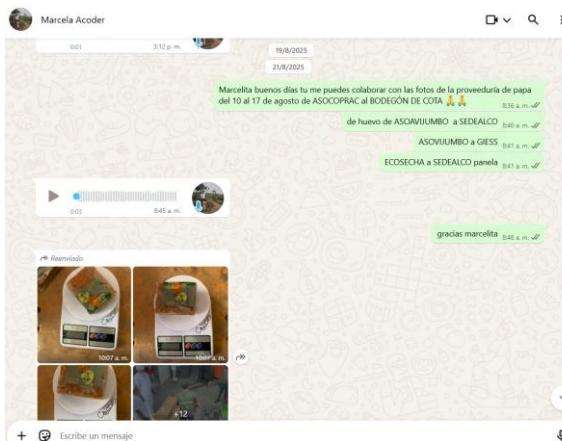 Marcela Acoder
0:01 3:12 p. m.
19/8/2025
21/8/2025
Marcelita buenos días tu me puedes colaborar con las fotos de la proveeduría de papa
del 10 al 17 de agosto de ASOCOPRAC al BODEGÓN DE COTA 🙏 🙏
8:36 a. m.
de huevo de ASOAVIJUMBO a SEDEALCO 8:40 a. m.
ASOVIJUMBO a GIESS 8:41 a. m.
ECOSECHA a SEDEALCO panela 8:41 a. m.
0:03 8:45 a. m.
gracias marcelita 8:48 a. m.
Reenviado
10:07 a. m. 10:07 a. m.
+12
Escribe un mensaje